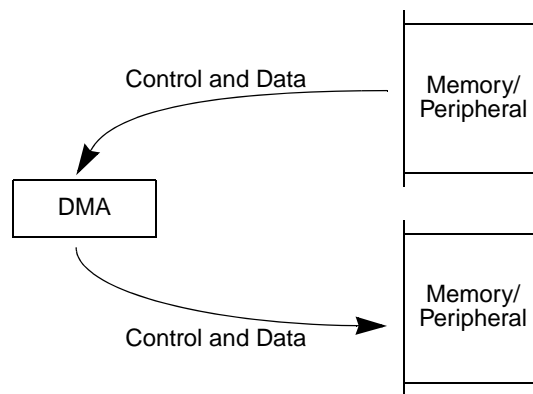 Control and Data
Memory/
Peripheral
DMA
Memory/
Peripheral
Control and Data